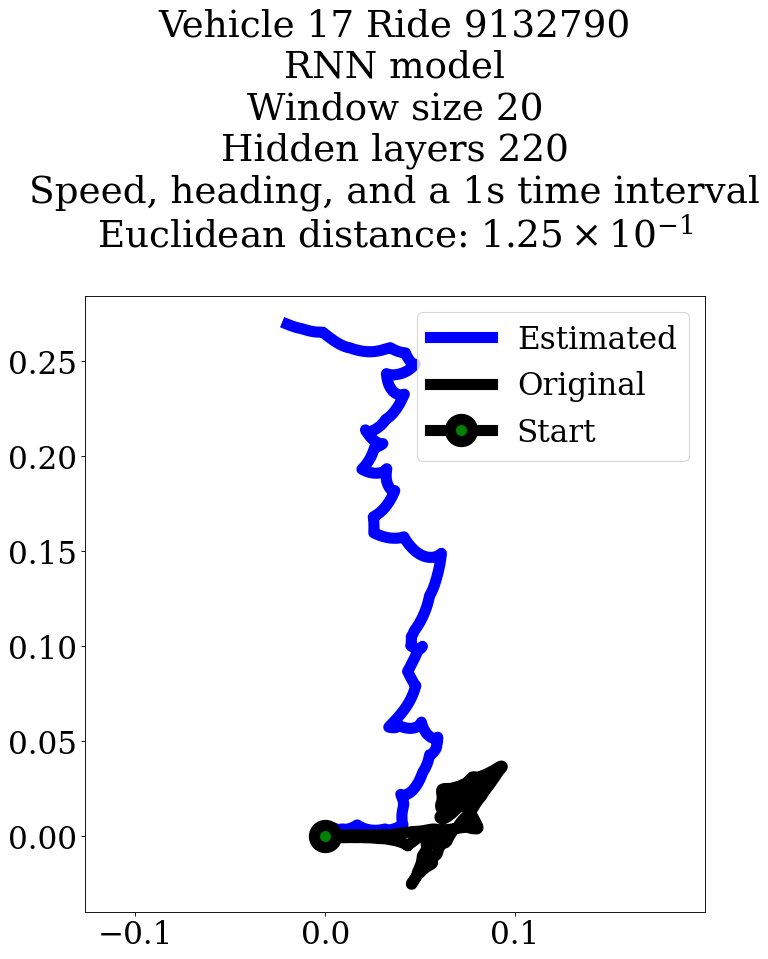 Vehicle 17 Ride 9132790
RNN model
Window size 20
Hidden layers 220
Speed, heading, and a 1s time interval
Euclidean distance: 1.25 × 10⁻¹
Estimated
Original
Start
0.25
0.20
0.15
0.10
0.05
0.00
−0.1
0.0
0.1